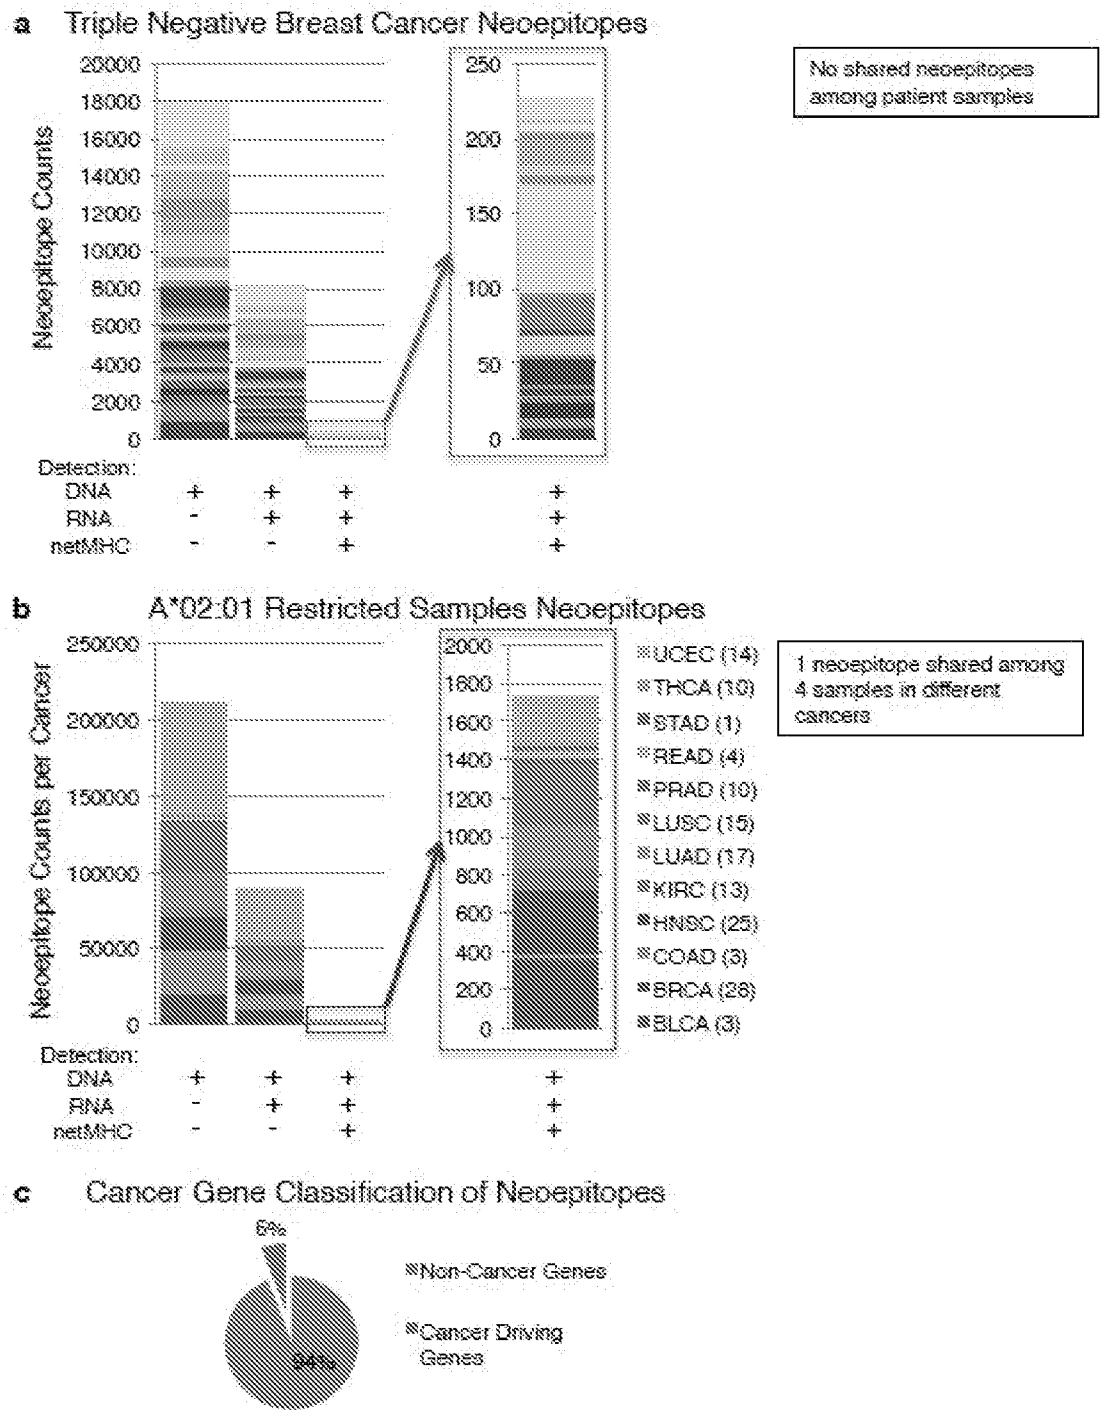 a Triple Negative Breast Cancer Neoepitopes
Neoepitope Counts
20000
18000
16000
14000
12000
10000
8000
6000
4000
2000
0
250
200
150
100
50
0
No shared neoepitopes
among patient samples
Detection:
DNA + + + +
RNA - + + +
netMHC - - + +
b A*02:01 Restricted Samples Neoepitopes
Neoepitope Counts per Cancer
250000
200000
150000
100000
50000
0
2000
1800
1600
1400
1200
1000
800
600
400
200
0
UCEC (14)
THCA (10)
STAD (1)
READ (4)
PRAD (10)
LUSC (15)
LUAD (17)
KIRC (13)
HNSC (25)
COAD (3)
BRCA (28)
BLCA (3)
1 neoepitope shared among
4 samples in different
cancers
Detection:
DNA + + + +
RNA - + + +
netMHC - - + +
c Cancer Gene Classification of Neoepitopes
6%
94%
Non-Cancer Genes
Cancer Driving
Genes